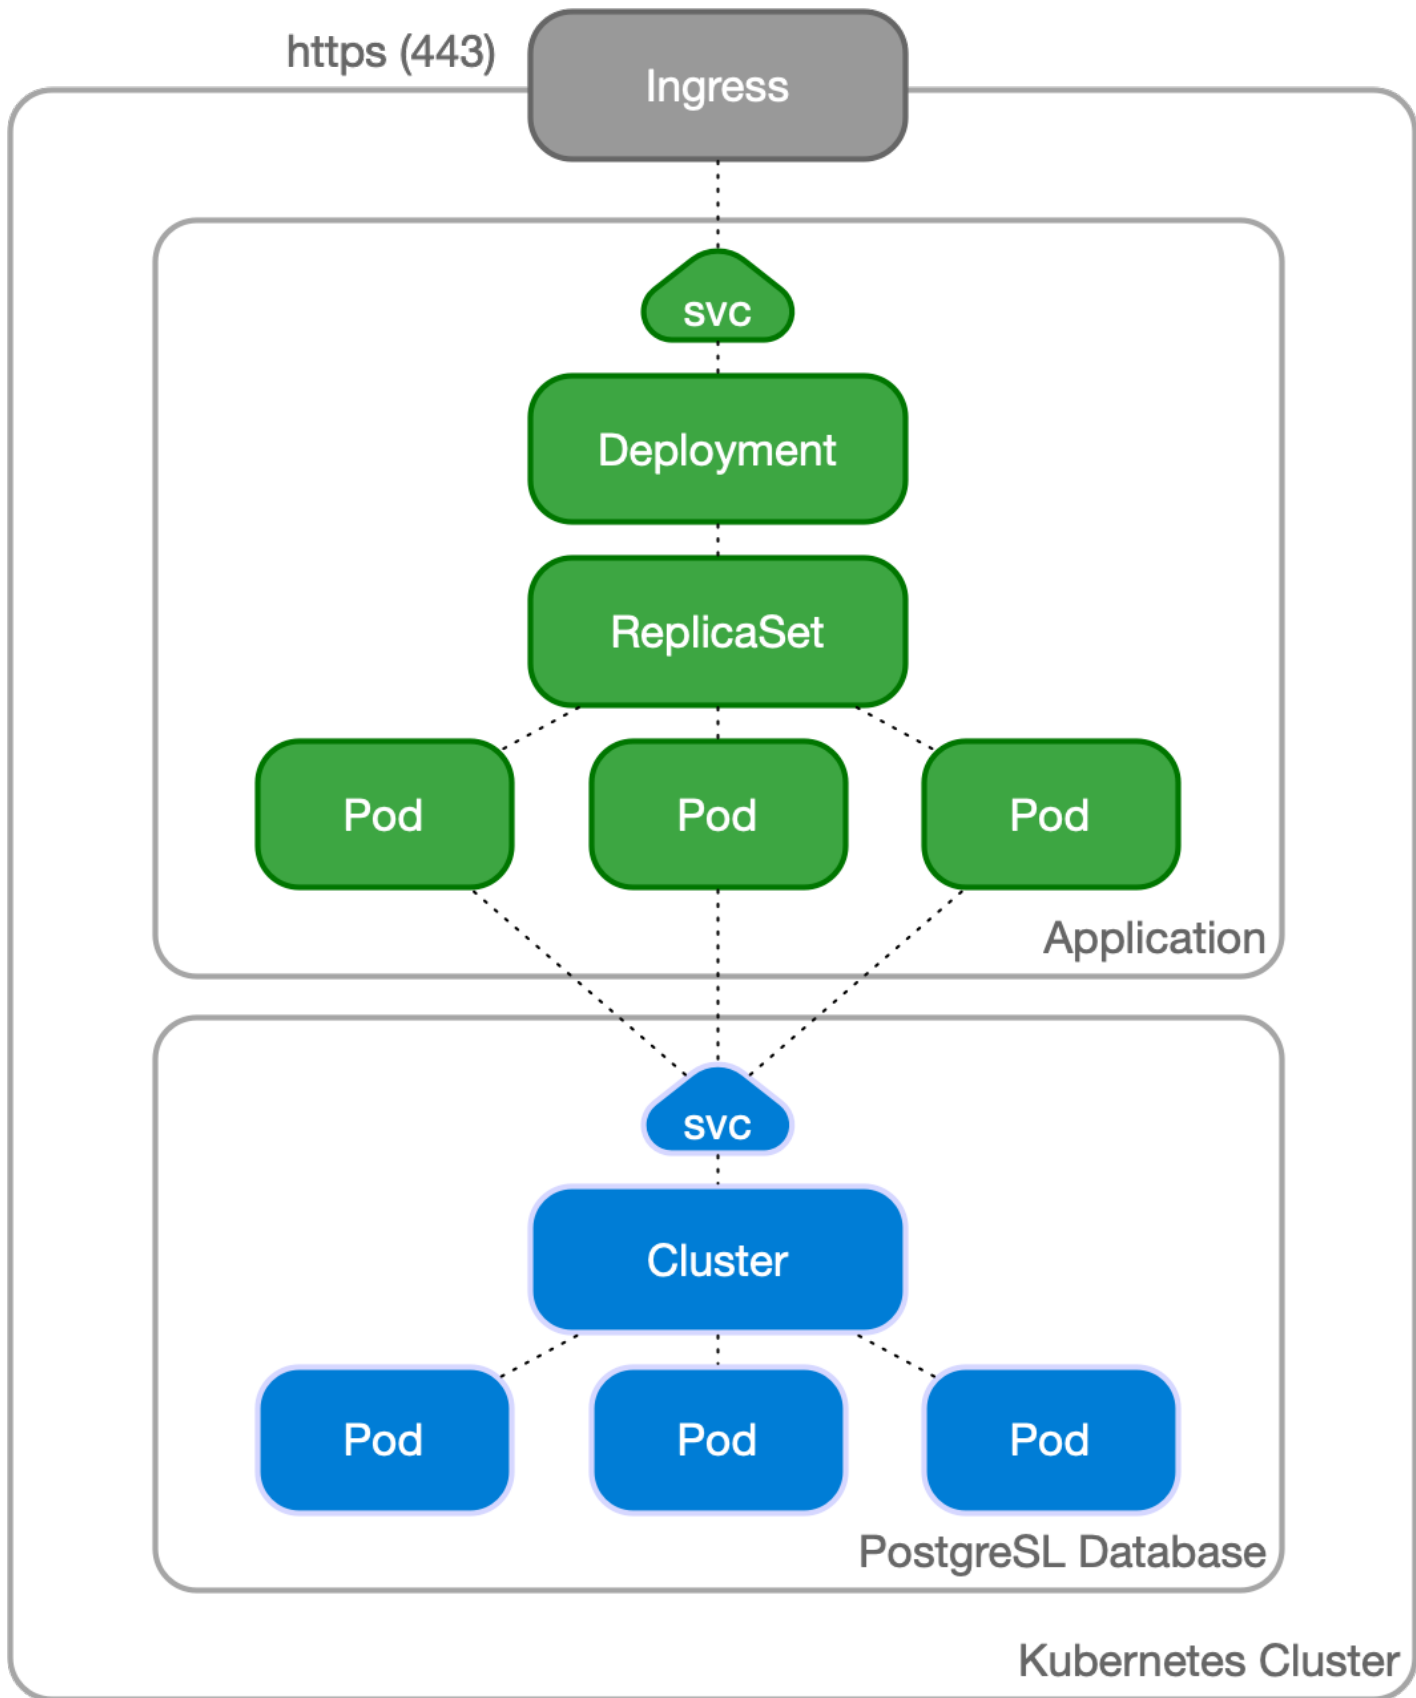 https (443)
Ingress
svc
Deployment
ReplicaSet
Pod Pod Pod
Application
svc
Cluster
Pod Pod Pod
PostgreSL Database
Kubernetes Cluster